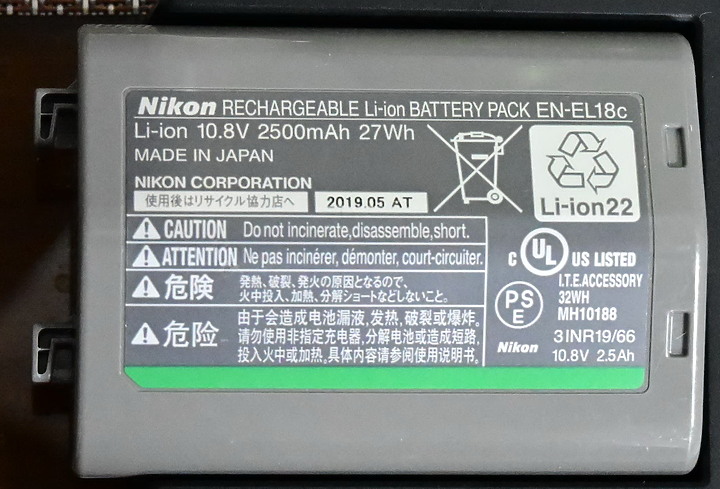 Nikon RECHARGEABLE Li-ion BATTERY PACK EN-EL18c
Li-ion 10.8V 2500mAh 27Wh
MADE IN JAPAN
NIKON CORPORATION
使用後はリサイクル協力店へ
2019.05 AT
Li-ion22
CAUTION Do not incinerate,disassemble,short.
ATTENTION Ne pas incinérer, démonter, court-circuiter.
危険 発熱、破裂、発火の原因となるので、
火中投入、加熱、分解ショートなどしないこと。
危险 由于会造成电池漏液，发热，破裂或爆炸。
请勿使用非指定充电器，分解电池或造成短路，
投入火中或加热。具体内容请参阅使用说明书。
C UL US LISTED
I.T.E.ACCESSORY
32WH
MH10188
PS
E
Nikon
3INR19/66
10.8V 2.5Ah